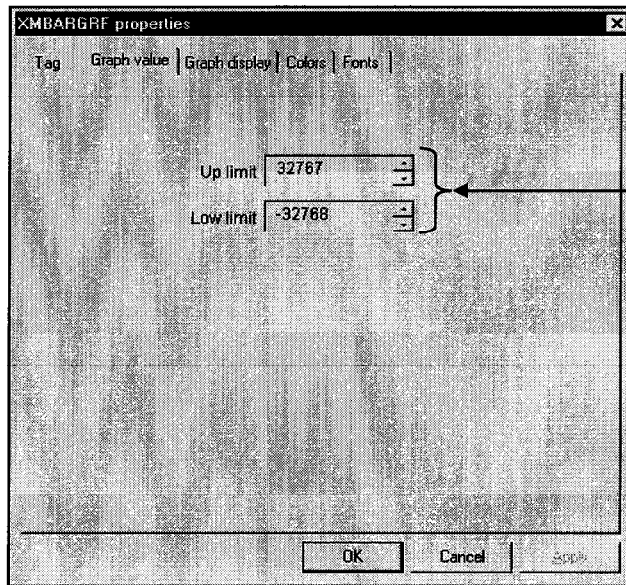 XMBARGRF properties
Tag Graph value Graph display Colors Fonts
Up limit 32767
Low limit -32768
OK Cancel Apply